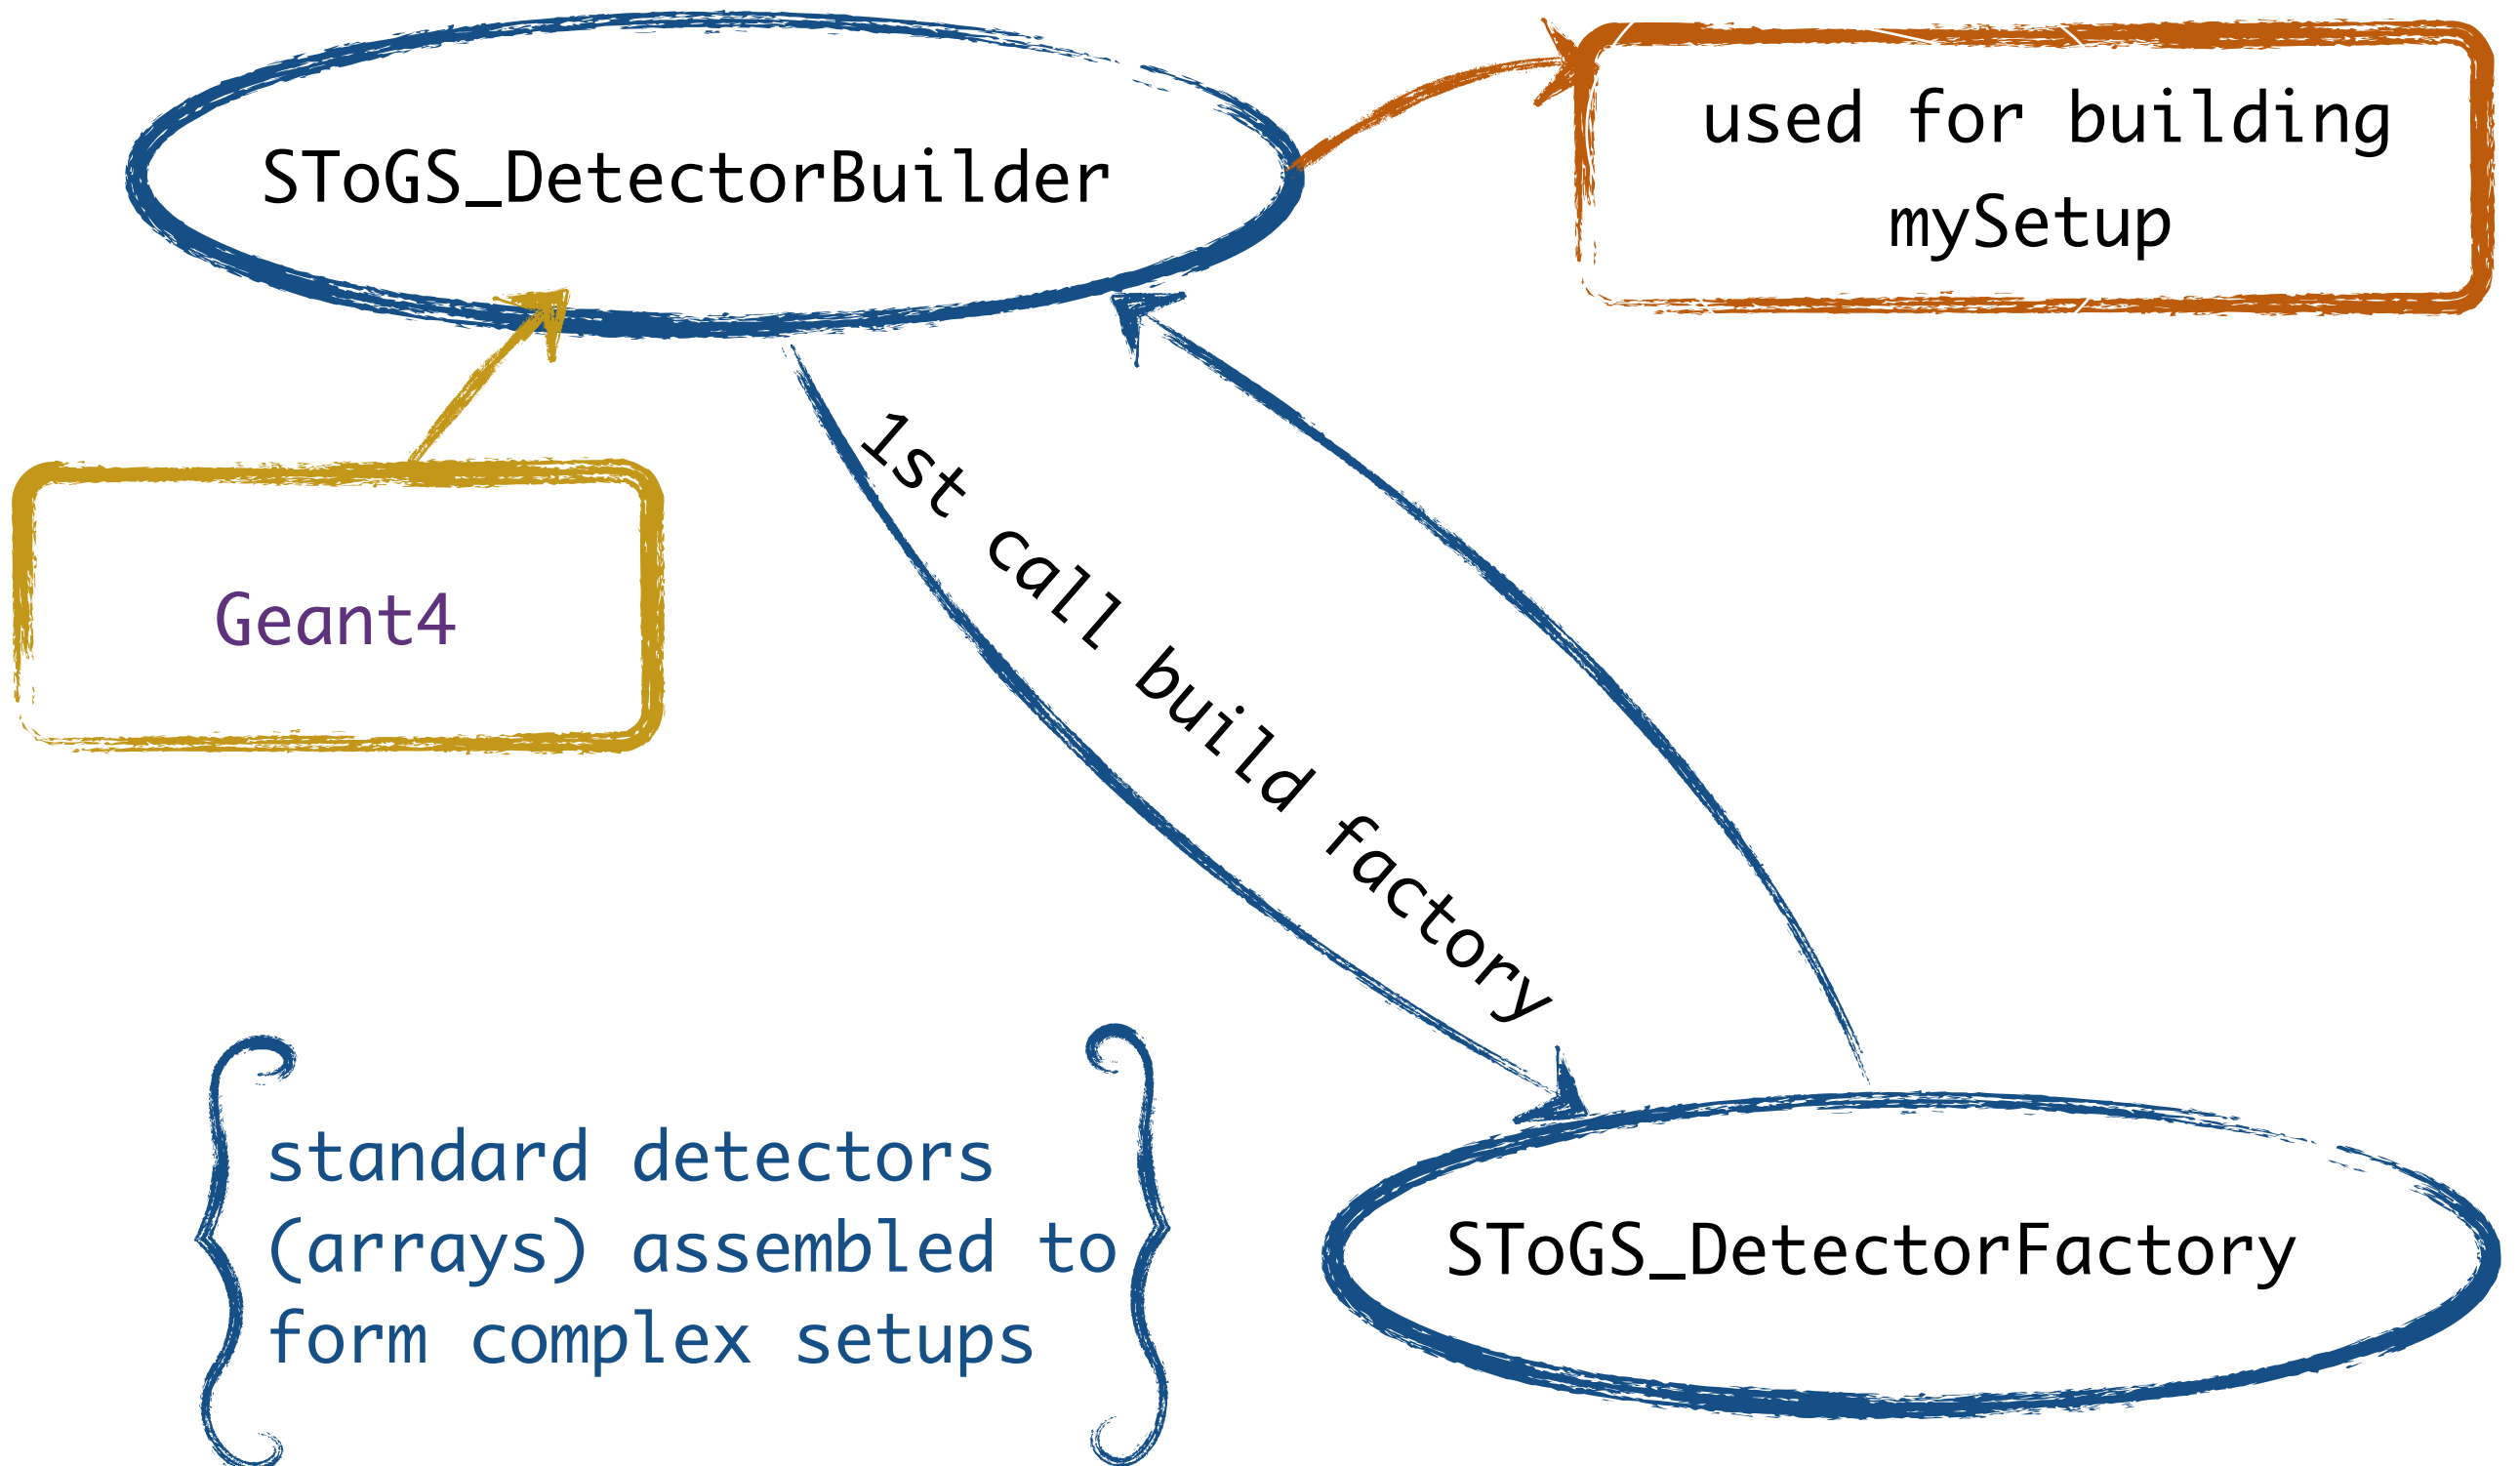 SToGS_DetectorBuilder
used for building
mySetup
Geant4
1st call build factory
standard detectors
(arrays) assembled to
form complex setups
SToGS_DetectorFactory